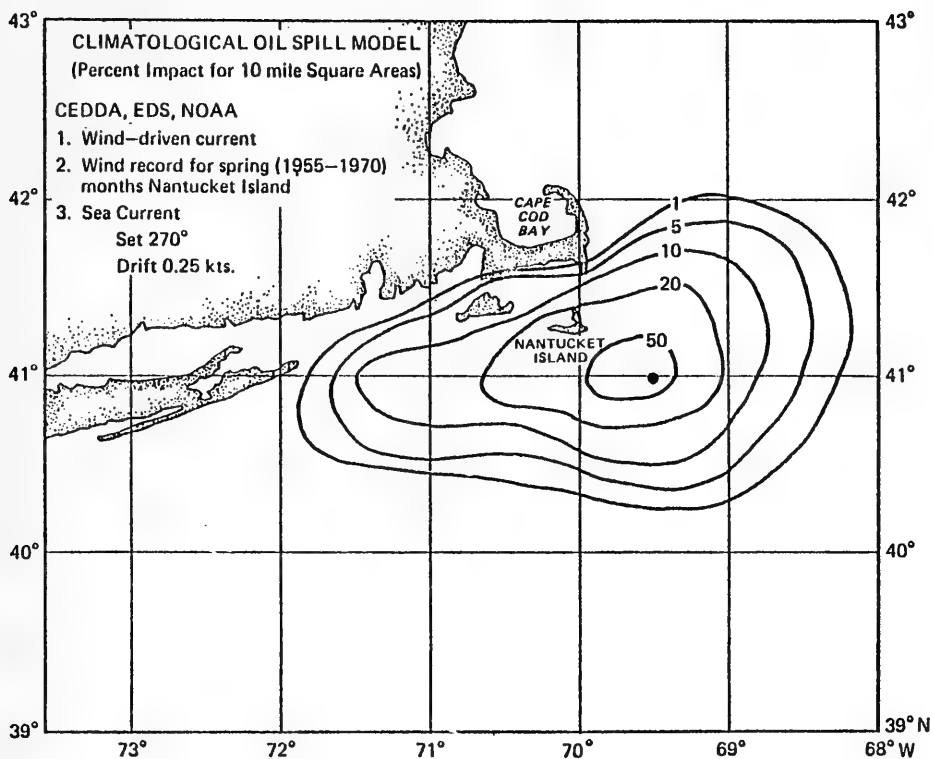 CLIMATOLOGICAL OIL SPILL MODEL
(Percent Impact for 10 mile Square Areas)
CEDDA, EDS, NOAA
1. Wind–driven current
2. Wind record for spring (1955–1970)
months Nantucket Island
3. Sea Current
Set 270°
Drift 0.25 kts.
43°
43°
42°
42°
41°
41°
40°
40°
39°
39°N
CAPE
COD
BAY
NANTUCKET
ISLAND
1
5
10
20
50
73°
72°
71°
70°
69°
68°W